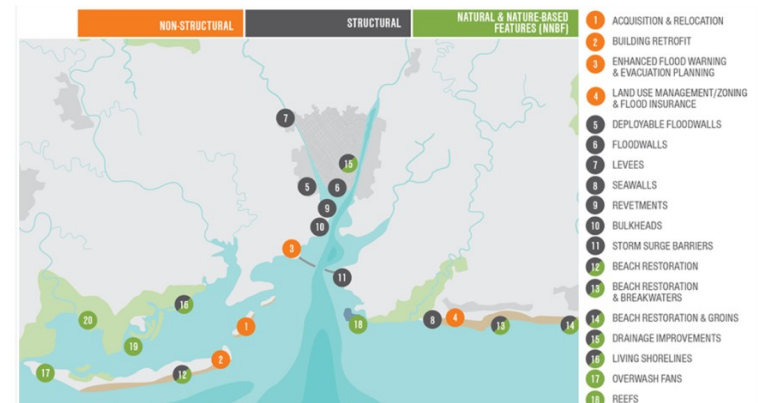 NON-STRUCTURAL
STRUCTURAL
NATURAL & NATURE-BASED
FEATURES (NNBF)
1 ACQUISITION & RELOCATION
2 BUILDING RETROFIT
3 ENHANCED FLOOD WARNING
& EVACUATION PLANNING
4 LAND USE MANAGEMENT/ZONING
& FLOOD INSURANCE
5 DEPLOYABLE FLOODWALLS
6 FLOODWALLS
7 LEVEES
8 SEAWALLS
9 REVETMENTS
10 BULKHEADS
11 STORM SURGE BARRIERS
12 BEACH RESTORATION
13 BEACH RESTORATION
& BREAKWATERS
14 BEACH RESTORATION & GROINS
15 DRAINAGE IMPROVEMENTS
16 LIVING SHORELINES
17 OVERWASH FANS
18 REEFS
7
15
5
6
9
10
3
11
16
20
19
1
18
8
4
13
14
2
17
12